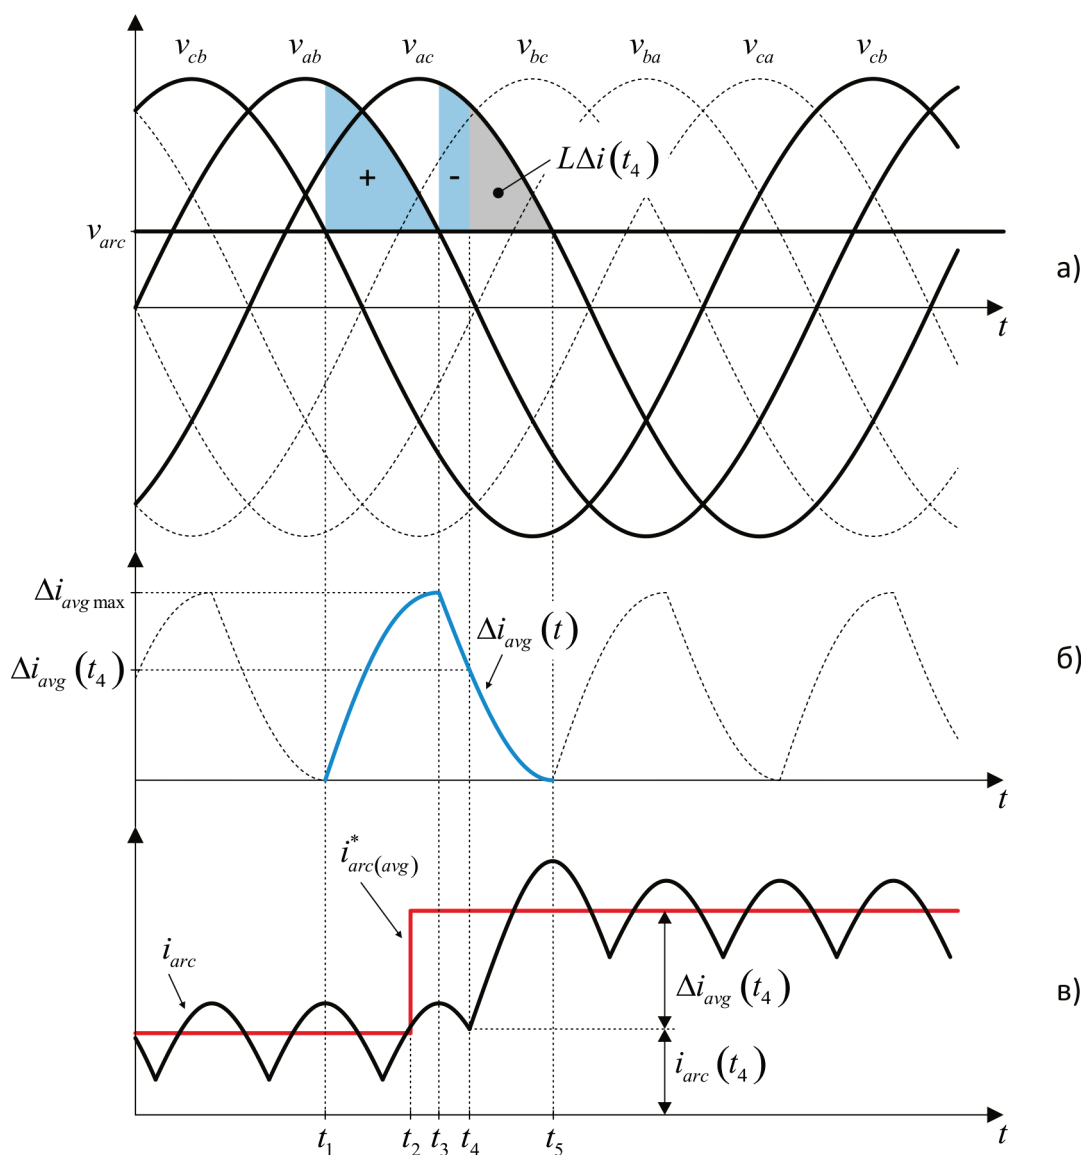 v_cb v_ab v_ac v_bc v_ba v_ca v_cb
+ - LΔi(t_4)
v_arc
а)
t
Δi_avg max
Δi_avg(t)
Δi_avg(t_4)
б)
t
i*_arc(avg)
i_arc
Δi_avg(t_4)
в)
i_arc(t_4)
t_1 t_2 t_3 t_4 t_5 t